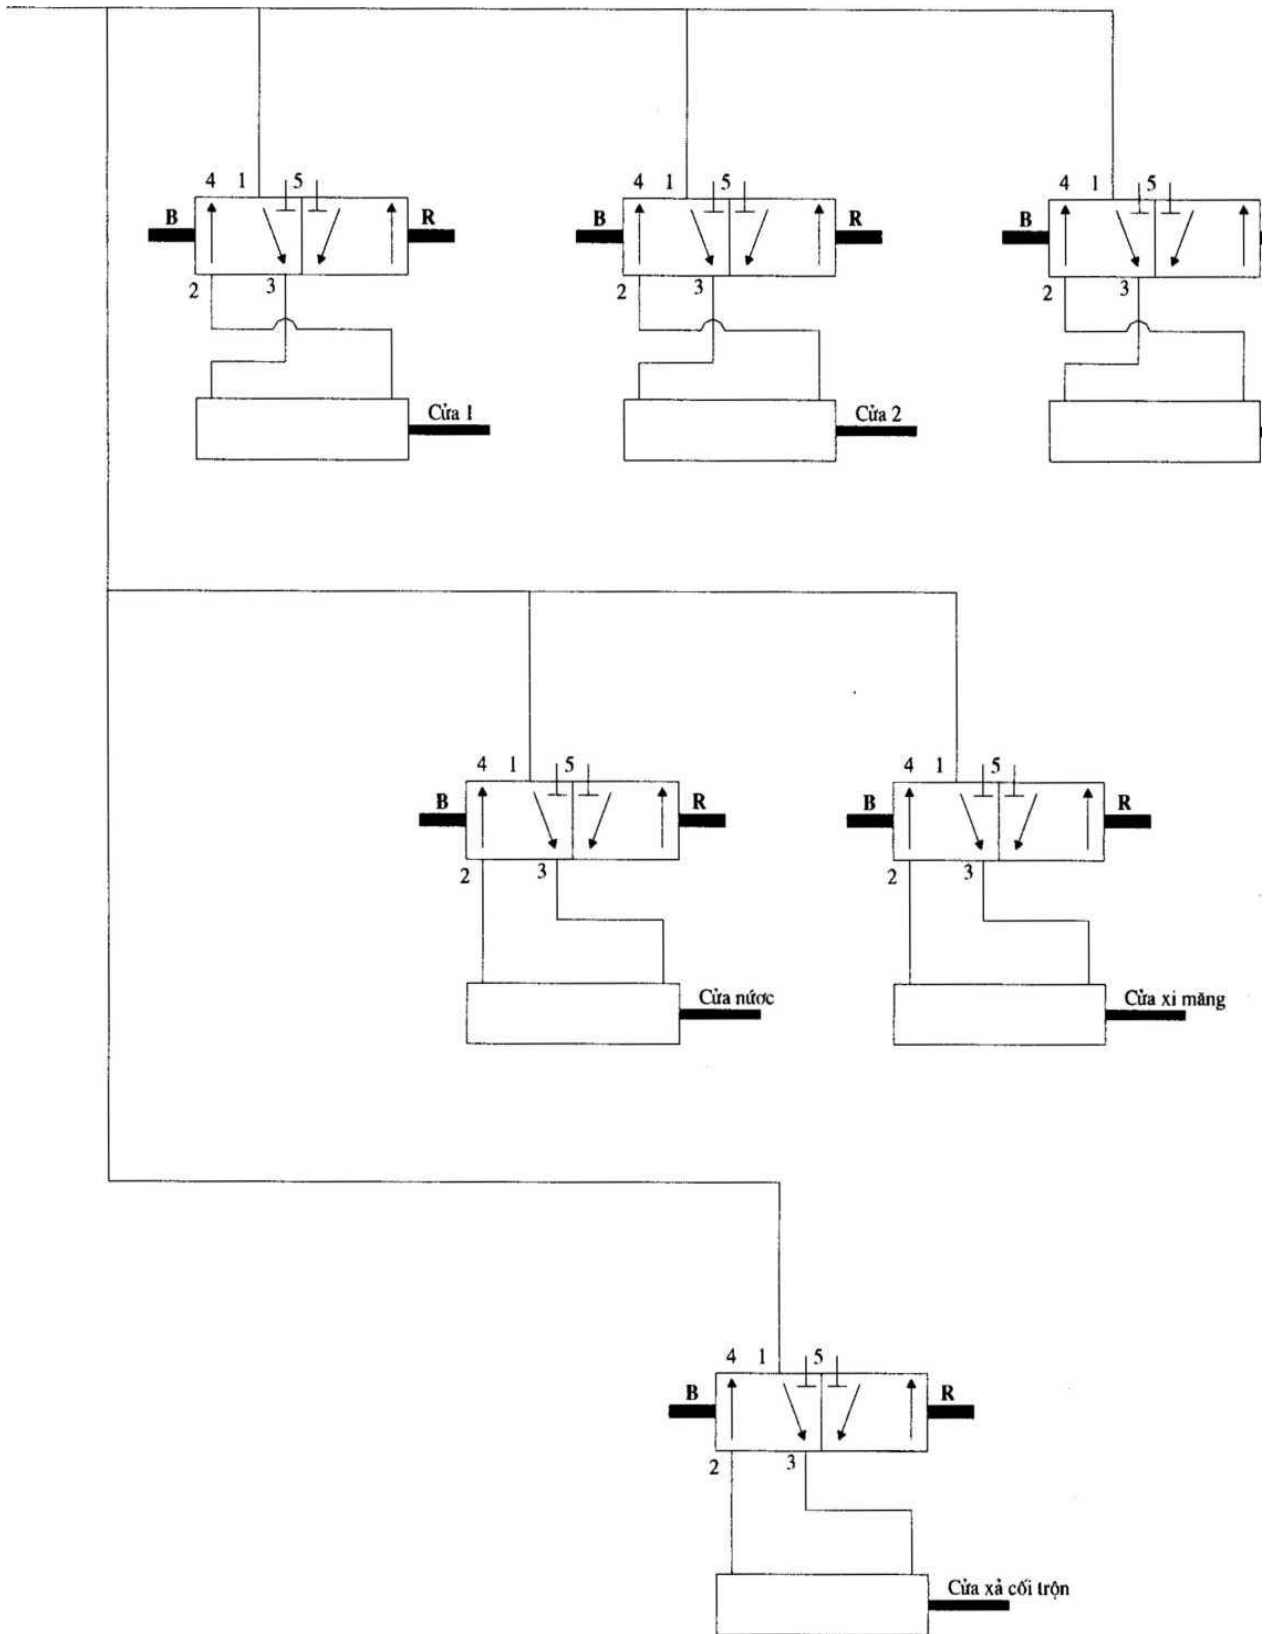 4 1 5 4 1 5 4 1 5
B R B R B
2 3 2 3 2 3
Cửa 1 Cửa 2
4 1 5 4 1 5
B R B R
2 3 2 3
Cửa nứơc Cửa xi măng
4 1 5
B R
2 3
Cửa xả cối trộn